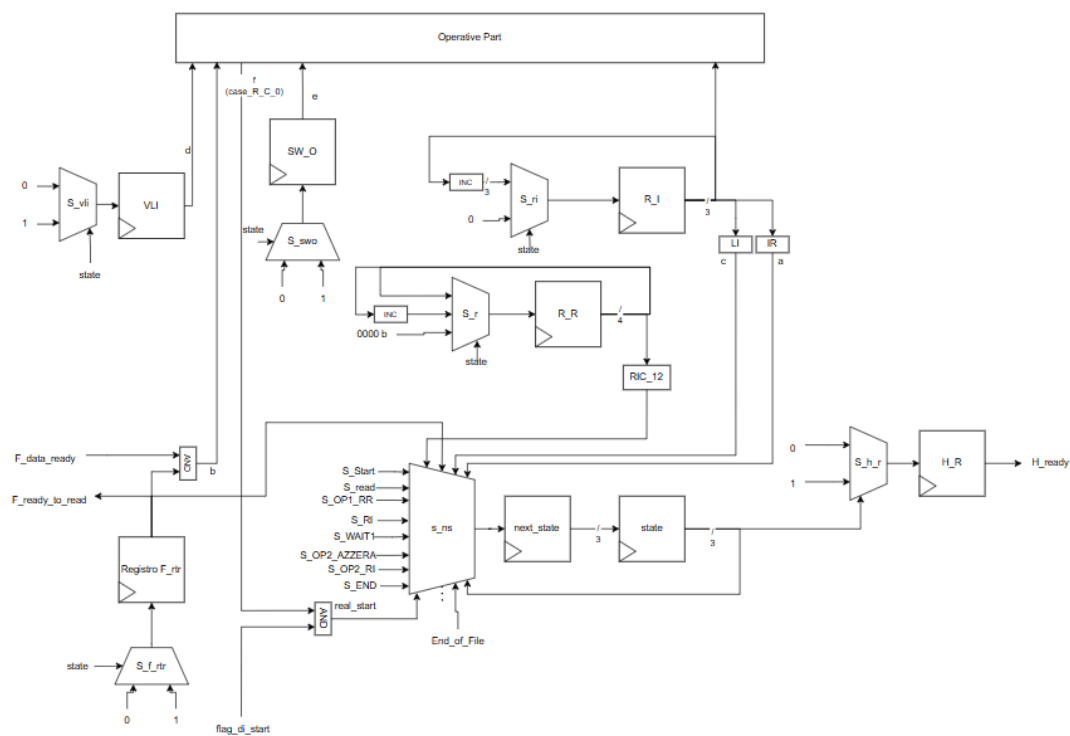 Operative Part
f
(case_R_C_0)
e
d
SW_O
0
S_vli
VLI
1
state
state
S_swo
0
1
INC
/
3
S_ri
R_I
/
3
0
state
LI
IR
c
a
INC
S_r
R_R
/
4
0000 b
state
RIC_12
F_data_ready
AND
b
F_ready_to_read
S_Start
S_read
S_OP1_RR
S_RI
S_WAIT1
S_OP2_AZZERA
S_OP2_RI
S_END
s_ns
next_state
/
3
state
/
3
0
S_h_r
H_R
H_ready
1
Registro F_rtr
real_start
AND
End_of_File
state
S_f_rtr
0
1
flag_di_start